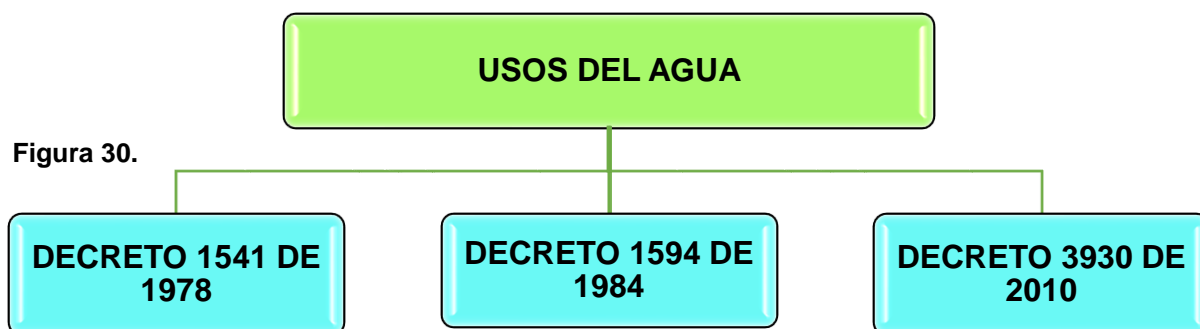 USOS DEL AGUA
Figura 30.
DECRETO 1541 DE
1978
DECRETO 1594 DE
1984
DECRETO 3930 DE
2010